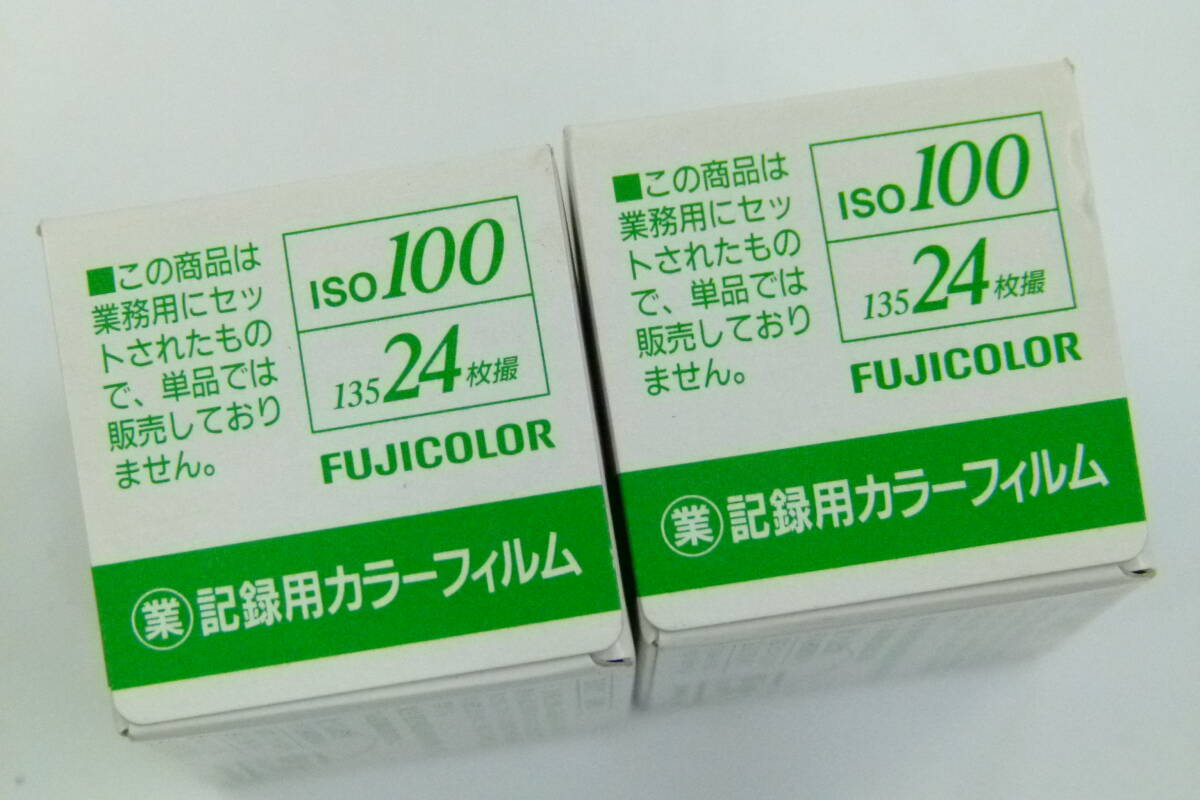 ■この商品は
業務用にセッ
トされたもの
で、単品では
販売しており
ません。
ISO 100
135 24枚撮
FUJICOLOR
業 記録用カラーフィルム
■この商品は
業務用にセッ
トされたもの
で、単品では
販売しており
ません。
ISO 100
135 24枚撮
FUJICOLOR
業 記録用カラーフィルム